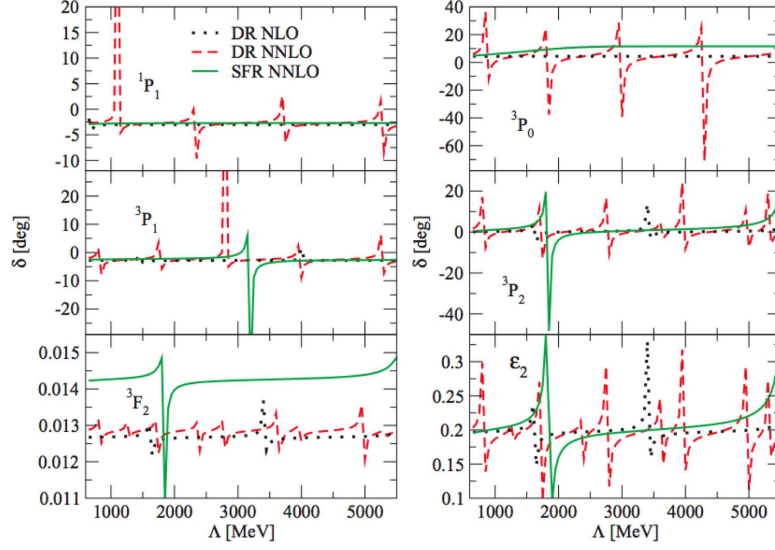 20
15
10
5
0
-5
10
DR NLO
DR NNLO
SFR NNLO
¹P₁
20
10
0
-10
-20
³P₁
δ [deg]
0.015
0.014
0.013
0.012
0.011
³F₂
1000 2000 3000 4000 5000
Λ [MeV]
20
0
-20
-40
-60
³P₀
20
0
-20
-40
³P₂
δ [deg]
0.3
0.25
0.2
0.15
0.1
ε₂
1000 2000 3000 4000 5000
Λ [MeV]